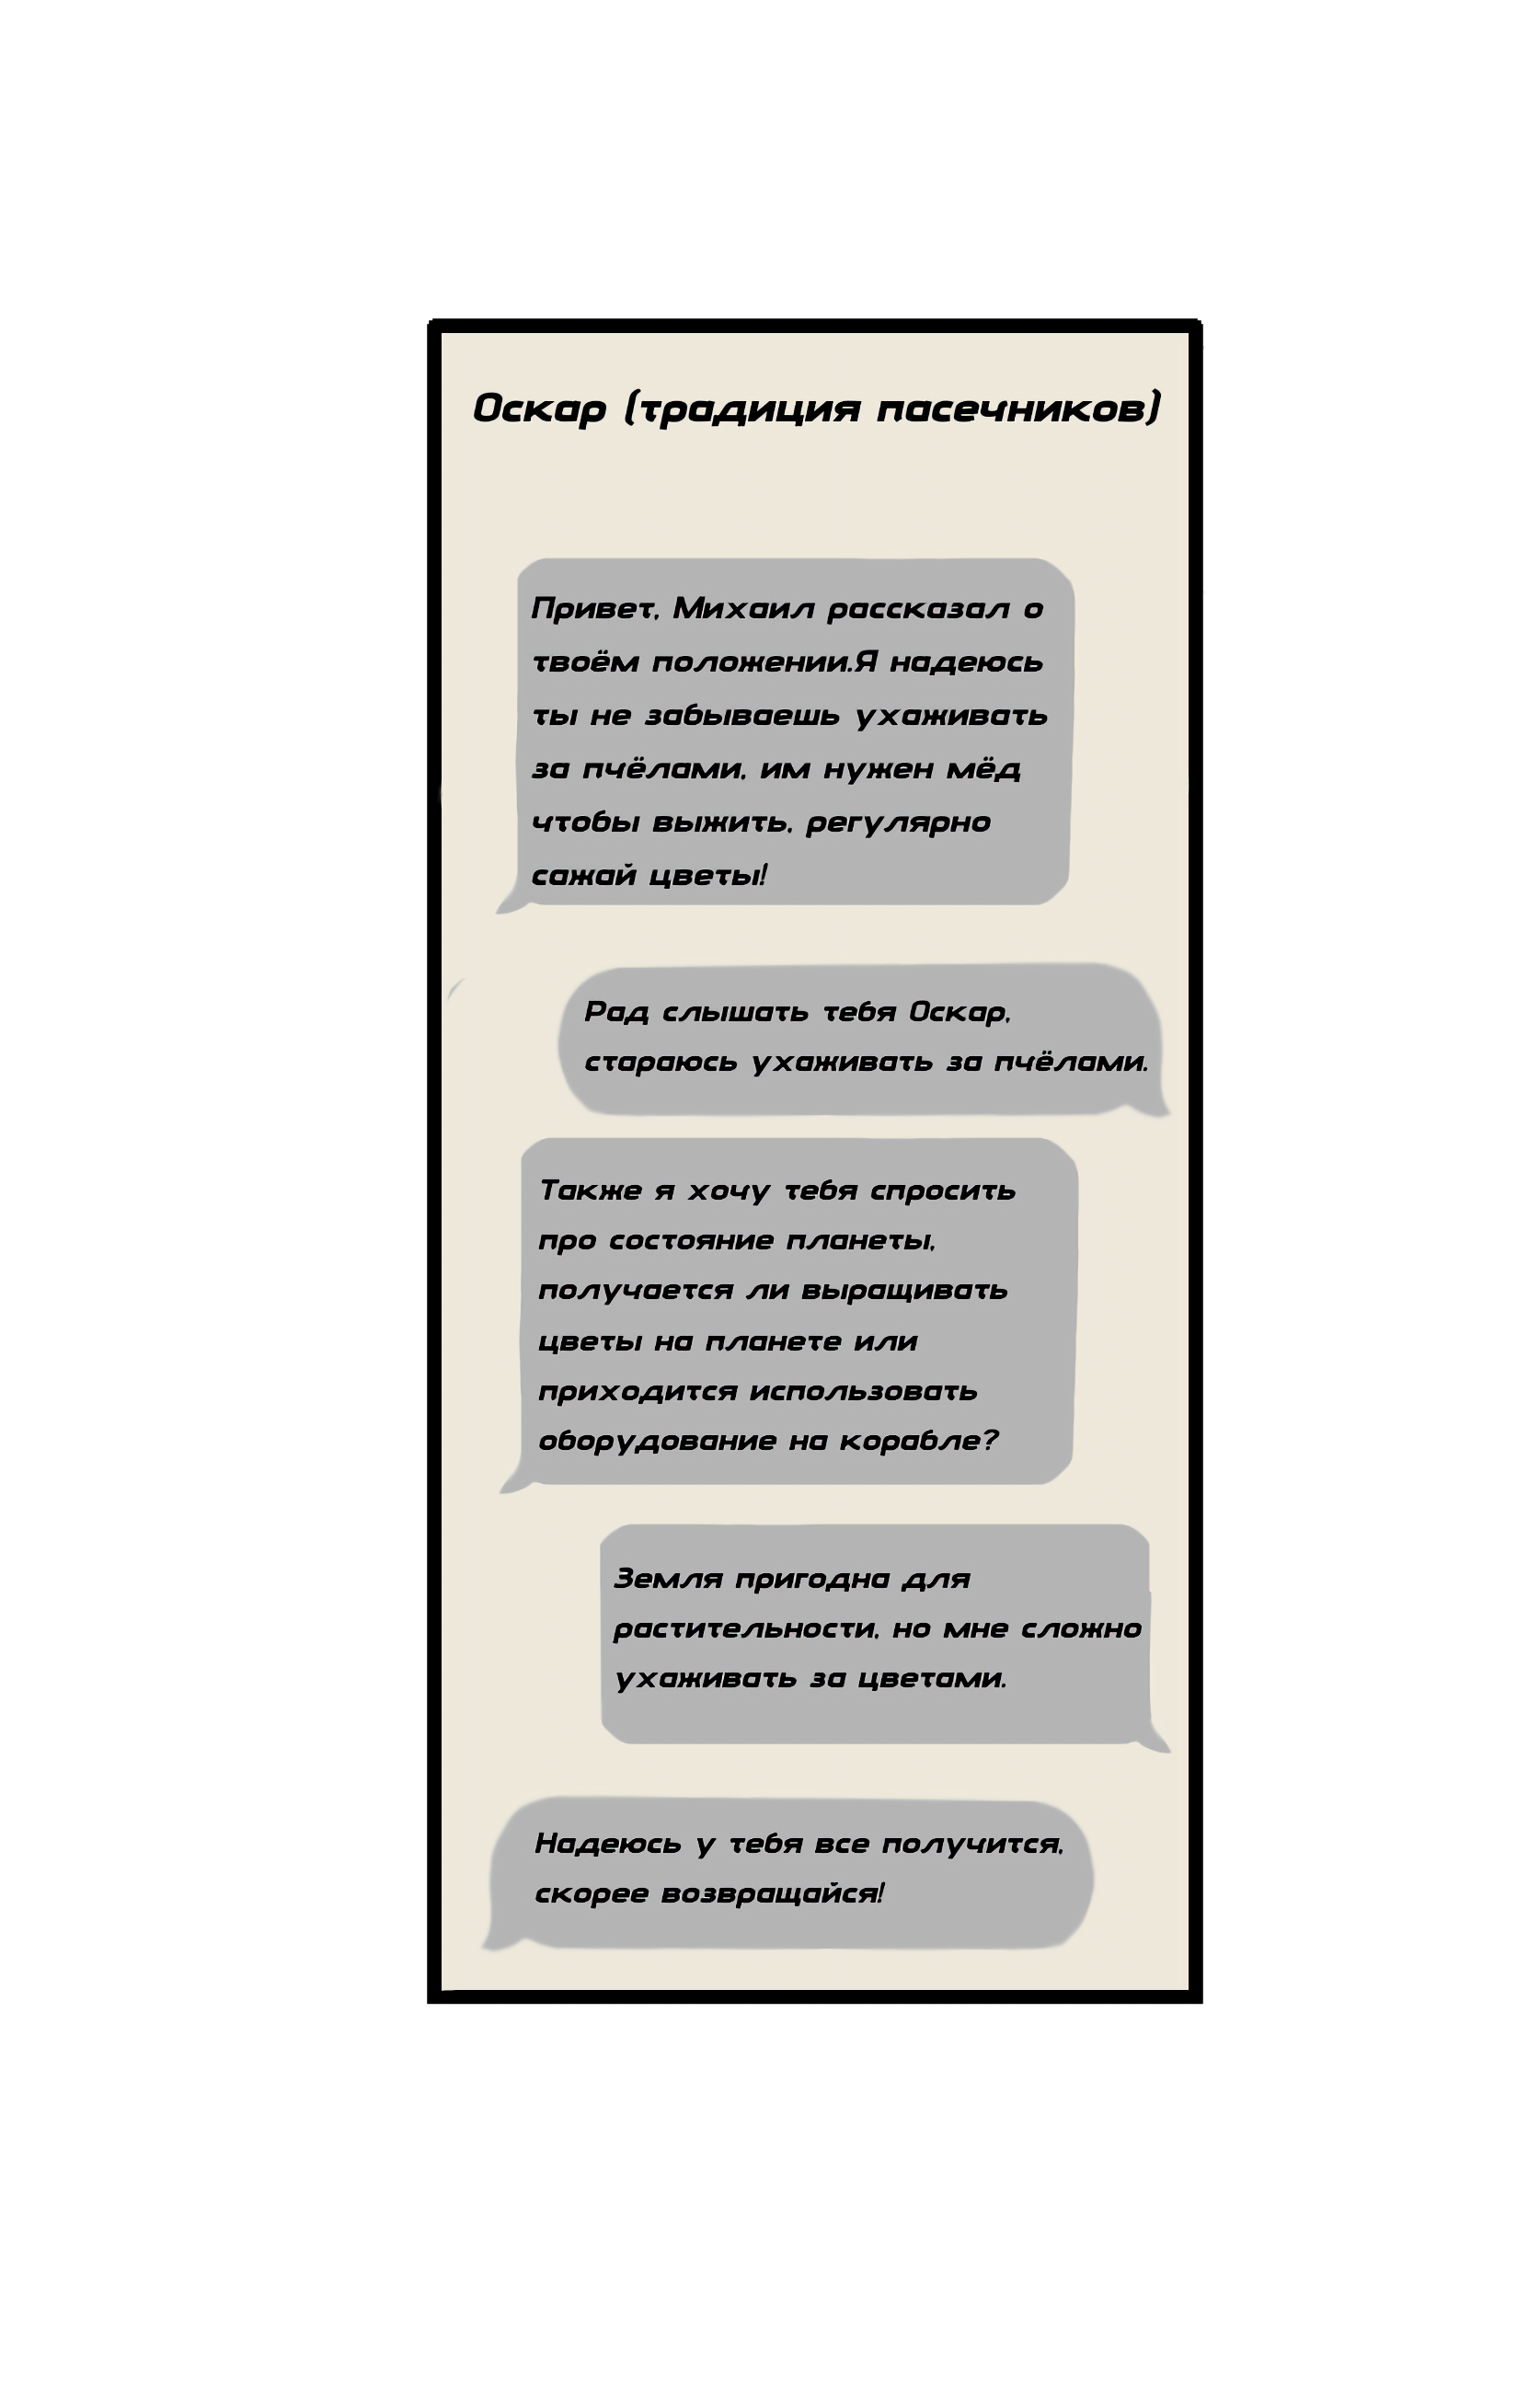 Оскар (традиция пасечников)
Привет, Михаил рассказал о
твоём положении.Я надеюсь
ты не забываешь ухаживать
за пчёлами, им нужен мёд
чтобы выжить, регулярно
сажай цветы!
Рад слышать тебя Оскар,
стараюсь ухаживать за пчёлами.
Также я хочу тебя спросить
про состояние планеты,
получается ли выращивать
цветы на планете или
приходится использовать
оборудование на корабле?
Земля пригодна для
растительности, но мне сложно
ухаживать за цветами.
Надеюсь у тебя все получится,
скорее возвращайся!